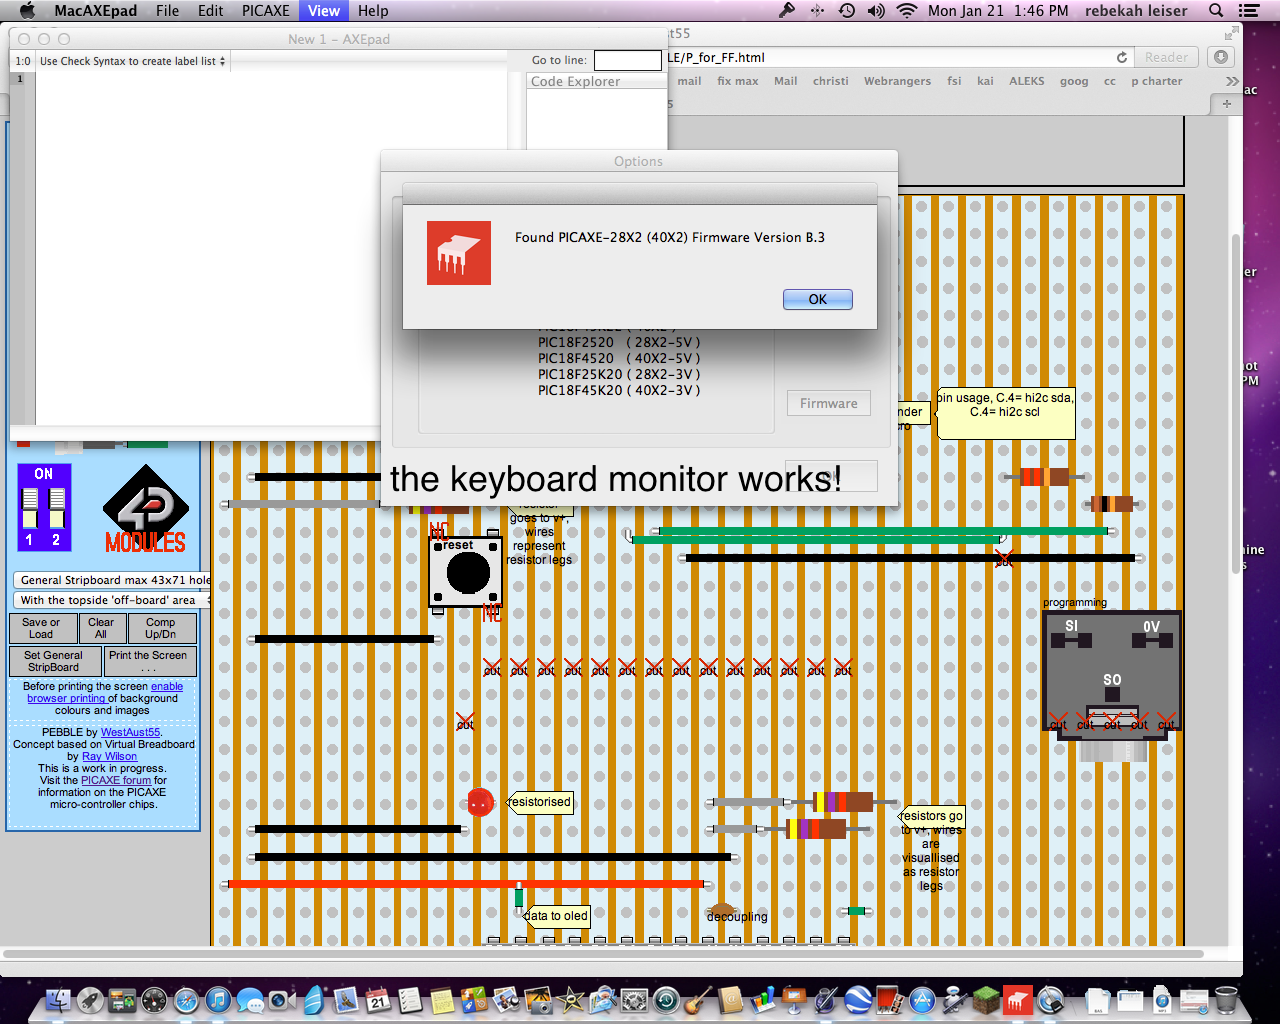 MacAXEpad File Edit PICAXE View Help Mon Jan 21 1:46 PM rebekah leiser
New 1 - AXEpad
st55
1:0 Use Check Syntax to create label list Go to line:
LE/P_for_FF.html Reader
1
Code Explorer
mail fix max Mail christi Webrangers fsi kai ALEKS goog cc p charter
Options
Found PICAXE-28X2 (40X2) Firmware Version B.3
OK
PIC18F2520 ( 28X2-5V )
PIC18F4520 ( 40X2-5V )
PIC18F25K20 ( 28X2-3V )
PIC18F45K20 ( 40X2-3V )
Firmware
pin usage, C.4= hi2c sda,
C.4= hi2c scl
the keyboard monitor works!
ON
1 2
4D
MODULES
General Stripboard max 43x71 hole
With the topside 'off-board' area
Save or
Load
Clear
All
Comp
Up/Dn
Set General
StripBoard
Print the Screen
. . .
Before printing the screen enable
browser printing of background
colours and images
PEBBLE by WestAust55.
Concept based on Virtual Breadboard
by Ray Wilson
This is a work in progress.
Visit the PICAXE forum for
information on the PICAXE
micro-controller chips.
NC
reset
NC
resistor
goes to v+,
wires
represent
resistor legs
cut
programming
SI 0V
SO
cut cut cut cut cut
cut cut cut cut cut cut cut cut cut cut cut cut cut cut
cut
resistorised
resistors go
to v+, wires
are
visuallised
as resistor
legs
data to oled
decoupling
21